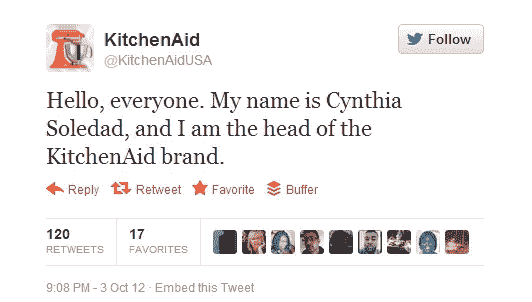 KitchenAid
@KitchenAidUSA
Follow
Hello, everyone. My name is Cynthia
Soledad, and I am the head of the
KitchenAid brand.
Reply Retweet Favorite Buffer
120 17
RETWEETS FAVORITES
9:08 PM - 3 Oct 12 · Embed this Tweet